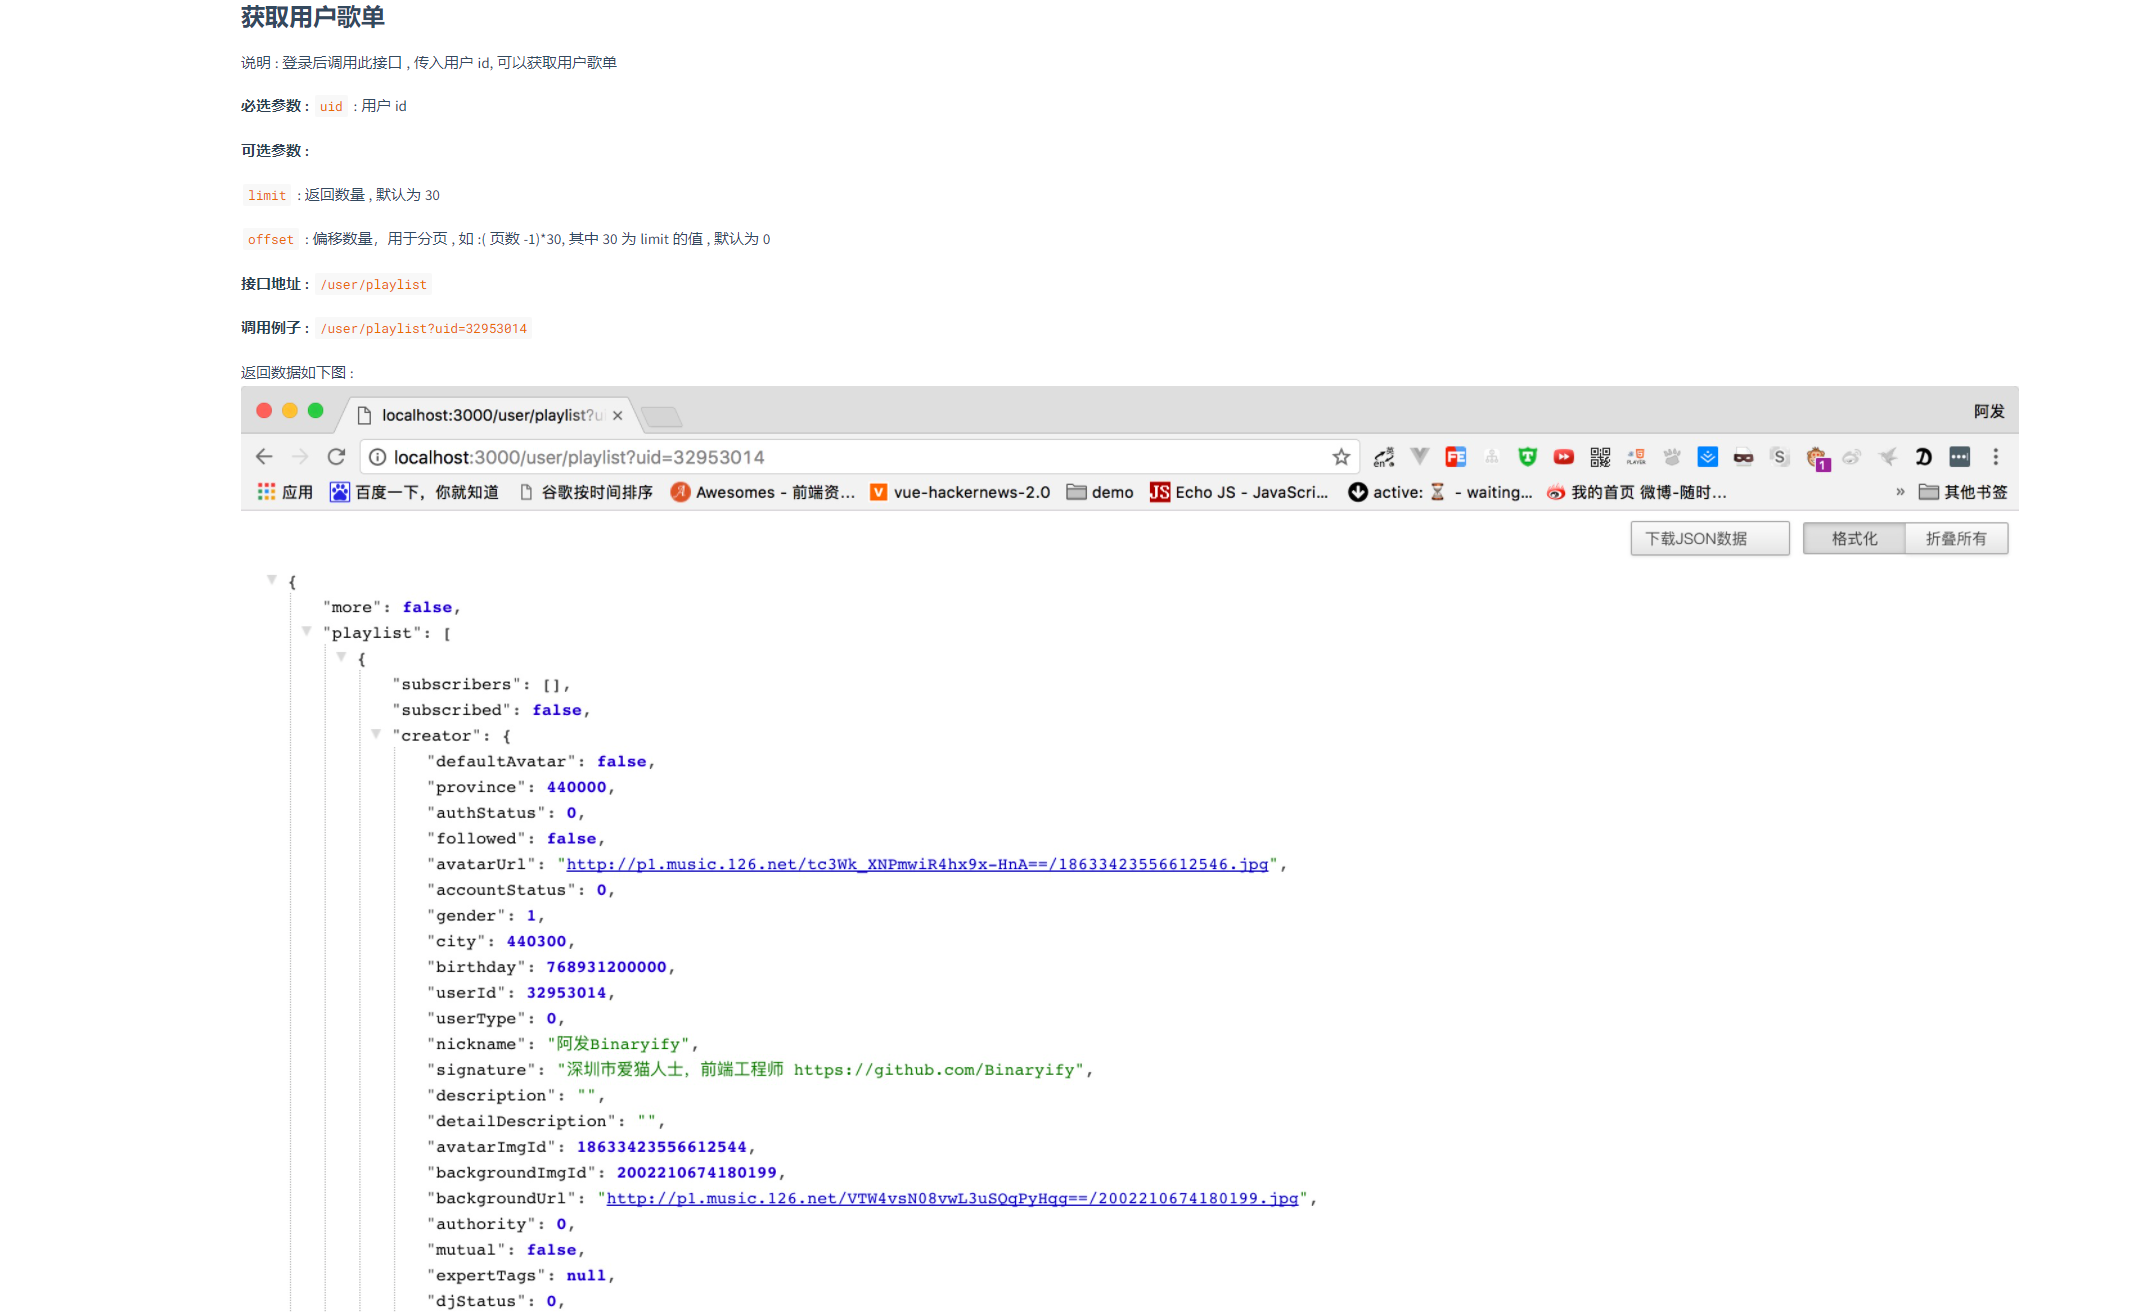 获取用户歌单
说明 : 登录后调用此接口 , 传入用户 id, 可以获取用户歌单
必选参数 : uid : 用户 id
可选参数 :
limit : 返回数量 , 默认为 30
offset : 偏移数量，用于分页 , 如 :( 页数 -1)*30, 其中 30 为 limit 的值 , 默认为 0
接口地址 : /user/playlist
调用例子 : /user/playlist?uid=32953014
返回数据如下图 :
localhost:3000/user/playlist?u
阿发
localhost:3000/user/playlist?uid=32953014
应用 百度一下，你就知道 谷歌按时间排序 Awesomes - 前端资... vue-hackernews-2.0 demo Echo JS - JavaScri... active: ⌛ - waiting... 我的首页 微博-随时... » 其他书签
下载JSON数据 格式化 折叠所有
{
"more": false,
"playlist": [
{
"subscribers": [],
"subscribed": false,
"creator": {
"defaultAvatar": false,
"province": 440000,
"authStatus": 0,
"followed": false,
"avatarUrl": "http://p1.music.126.net/tc3Wk_XNPmwiR4hx9x-HnA==/18633423556612546.jpg",
"accountStatus": 0,
"gender": 1,
"city": 440300,
"birthday": 768931200000,
"userId": 32953014,
"userType": 0,
"nickname": "阿发Binaryify",
"signature": "深圳市爱猫人士，前端工程师 https://github.com/Binaryify",
"description": "",
"detailDescription": "",
"avatarImgId": 18633423556612544,
"backgroundImgId": 2002210674180199,
"backgroundUrl": "http://p1.music.126.net/VTW4vsN08vwL3uSQqPyHqg==/2002210674180199.jpg",
"authority": 0,
"mutual": false,
"expertTags": null,
"djStatus": 0,